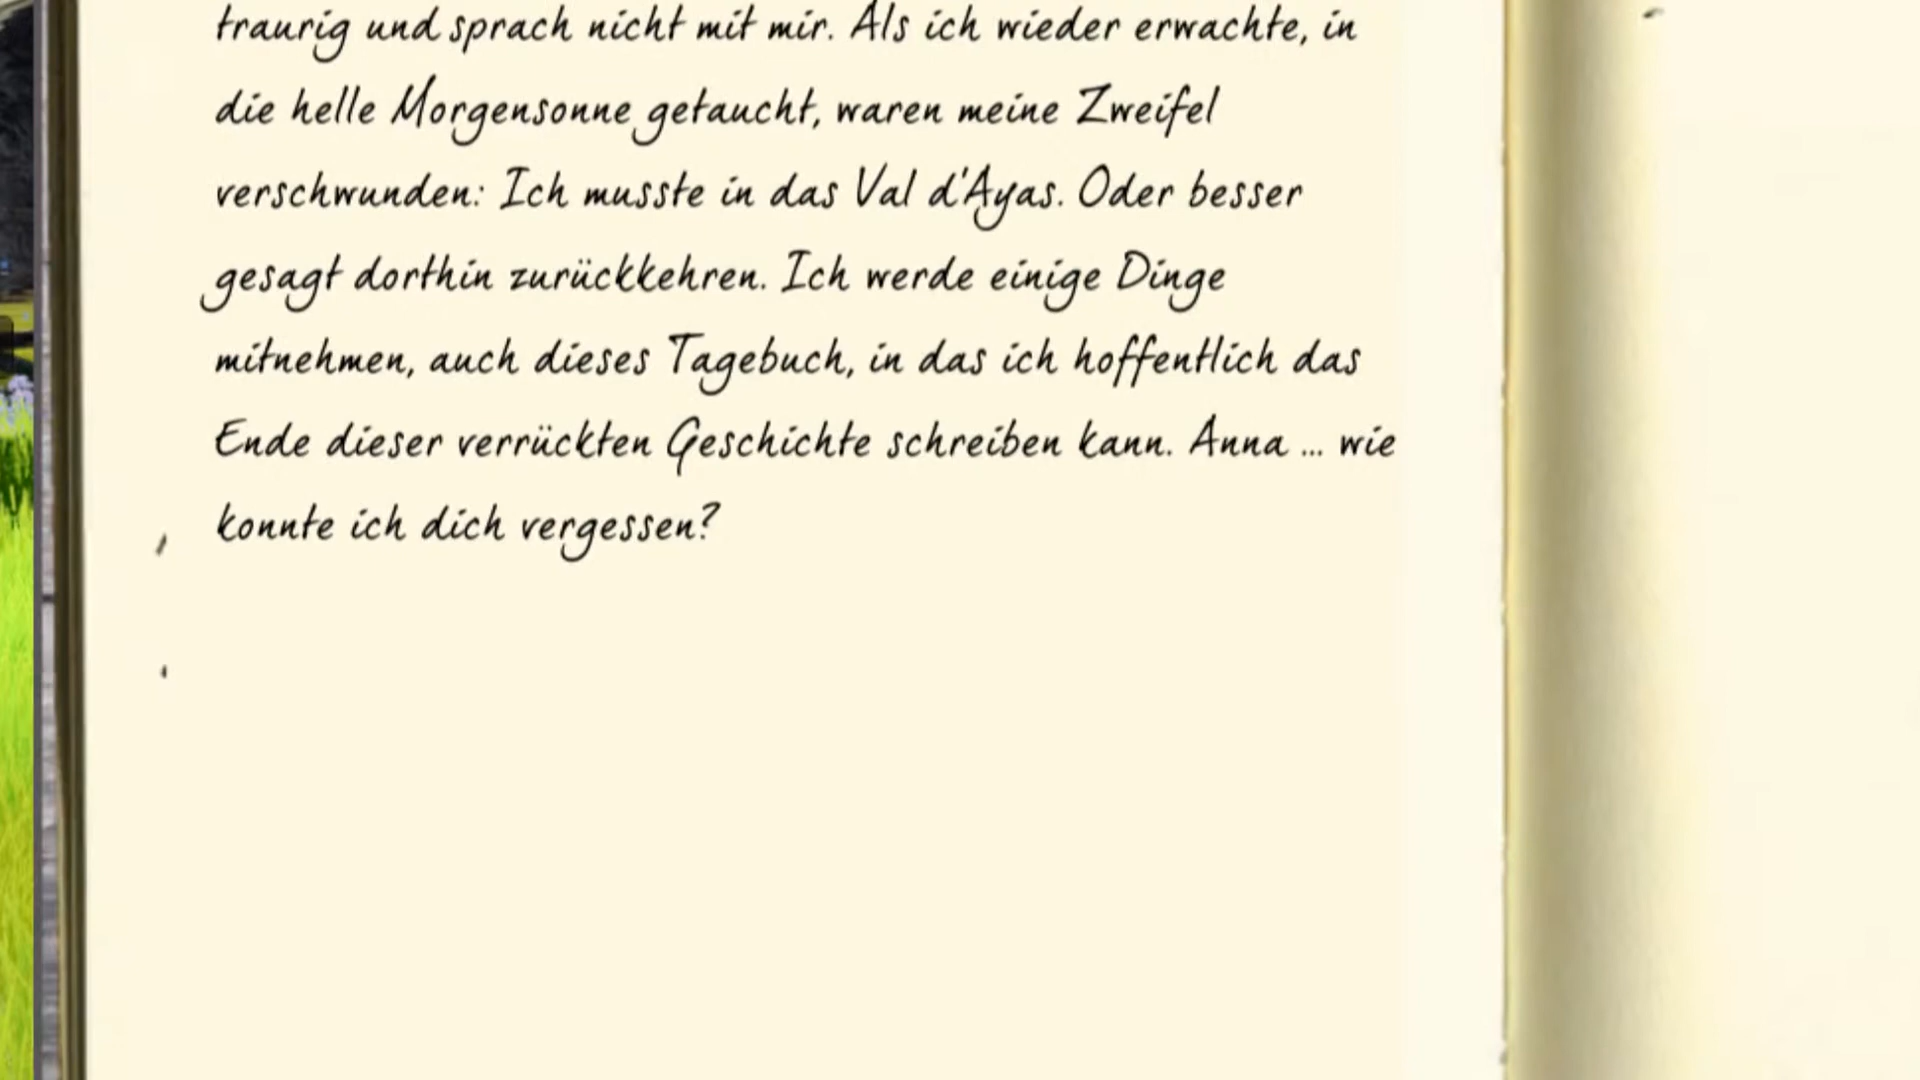 traurig und sprach nicht mit mir. Als ich wieder erwachte, in
die helle Morgensonne getaucht, waren meine Zweifel
verschwunden: Ich musste in das Val d'Ayas. Oder besser
gesagt dorthin zurückkehren. Ich werde einige Dinge
mitnehmen, auch dieses Tagebuch, in das ich hoffentlich das
Ende dieser verrückten Geschichte schreiben kann. Anna ... wie
konnte ich dich vergessen?